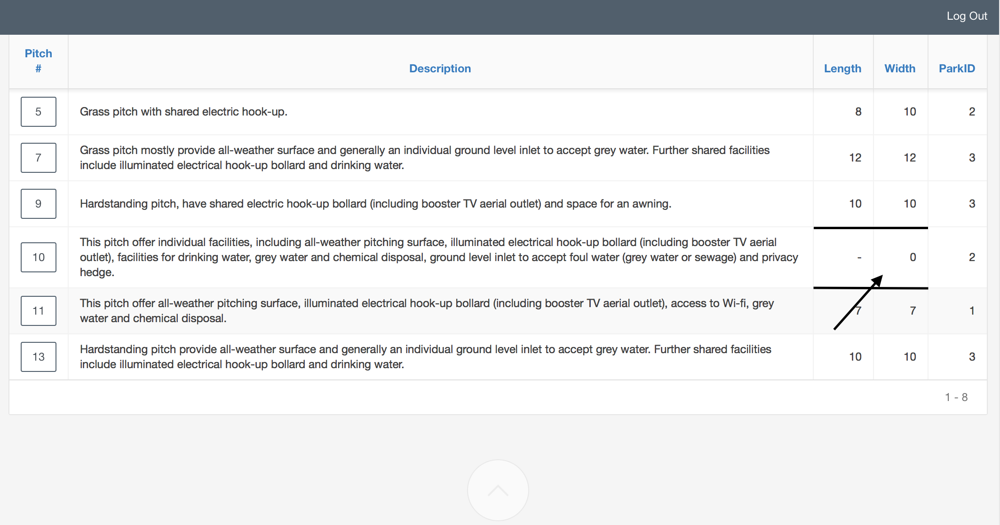 Log Out
Pitch
#
Description
Length
Width
ParkID
5
Grass pitch with shared electric hook-up.
8
10
2
7
Grass pitch mostly provide all-weather surface and generally an individual ground level inlet to accept grey water. Further shared facilities
include illuminated electrical hook-up bollard and drinking water.
12
12
3
9
Hardstanding pitch, have shared electric hook-up bollard (including booster TV aerial outlet) and space for an awning.
10
10
3
10
This pitch offer individual facilities, including all-weather pitching surface, illuminated electrical hook-up bollard (including booster TV aerial
outlet), facilities for drinking water, grey water and chemical disposal, ground level inlet to accept foul water (grey water or sewage) and privacy
hedge.
-
0
2
11
This pitch offer all-weather pitching surface, illuminated electrical hook-up bollard (including booster TV aerial outlet), access to Wi-fi, grey
water and chemical disposal.
7
7
1
13
Hardstanding pitch provide all-weather surface and generally an individual ground level inlet to accept grey water. Further shared facilities
include illuminated electrical hook-up bollard and drinking water.
10
10
3
1 - 8